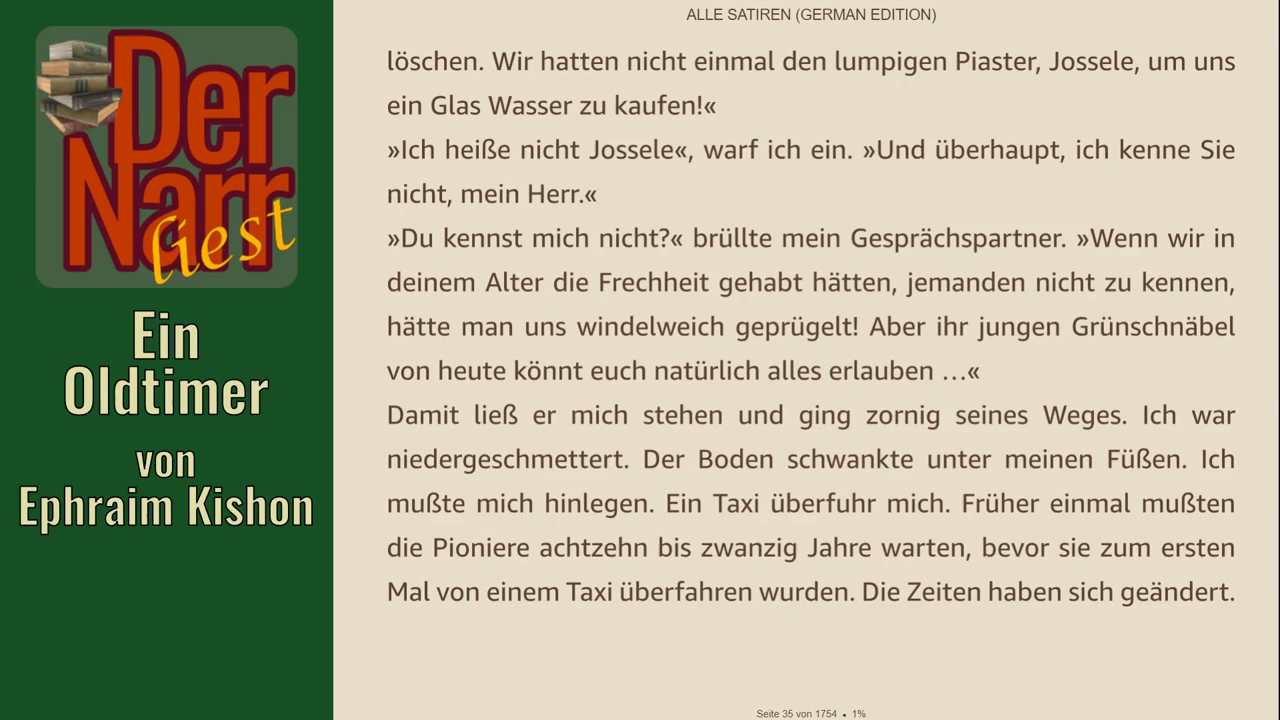 Der
Narr
liest
Ein
Oldtimer
von
Ephraim Kishon
ALLE SATIREN (GERMAN EDITION)
löschen. Wir hatten nicht einmal den lumpigen Piaster, Jossele, um uns
ein Glas Wasser zu kaufen!«
»Ich heiße nicht Jossele«, warf ich ein. »Und überhaupt, ich kenne Sie
nicht, mein Herr.«
»Du kennst mich nicht?« brüllte mein Gesprächspartner. »Wenn wir in
deinem Alter die Frechheit gehabt hätten, jemanden nicht zu kennen,
hätte man uns windelweich geprügelt! Aber ihr jungen Grünschnäbel
von heute könnt euch natürlich alles erlauben …«
Damit ließ er mich stehen und ging zornig seines Weges. Ich war
niedergeschmettert. Der Boden schwankte unter meinen Füßen. Ich
mußte mich hinlegen. Ein Taxi überfuhr mich. Früher einmal mußten
die Pioniere achtzehn bis zwanzig Jahre warten, bevor sie zum ersten
Mal von einem Taxi überfahren wurden. Die Zeiten haben sich geändert.
Seite 35 von 1754 • 1%